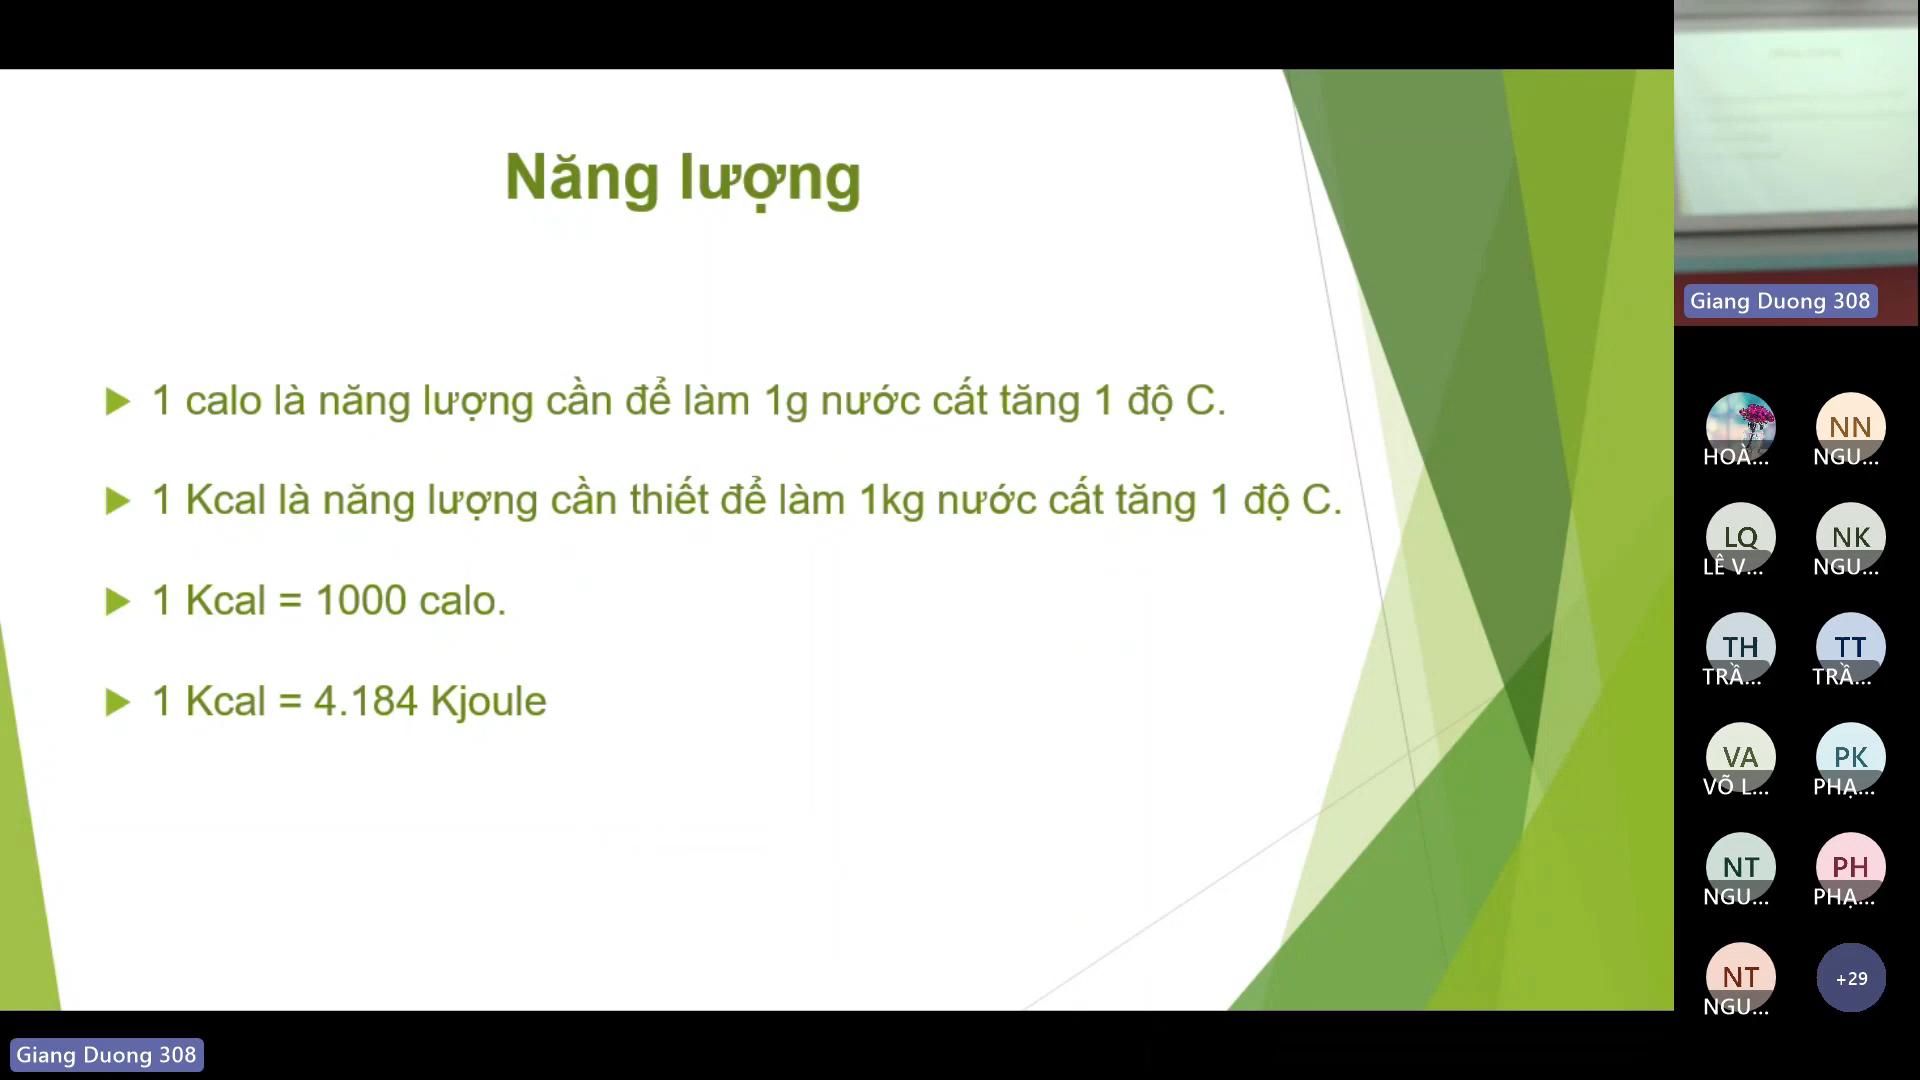 Năng lượng
1 calo là năng lượng cần để làm 1g nước cất tăng 1 độ C.
1 Kcal là năng lượng cần thiết để làm 1kg nước cất tăng 1 độ C.
1 Kcal = 1000 calo.
1 Kcal = 4.184 Kjoule
Giang Duong 308
Giang Duong 308
HOÀ...
NN
NGU...
LQ
LÊ V...
NK
NGU...
TH
TRẦ...
TT
TRẦ...
VA
VÕ L...
PK
PHẠ...
NT
NGU...
PH
PHẠ...
NT
NGU...
+29